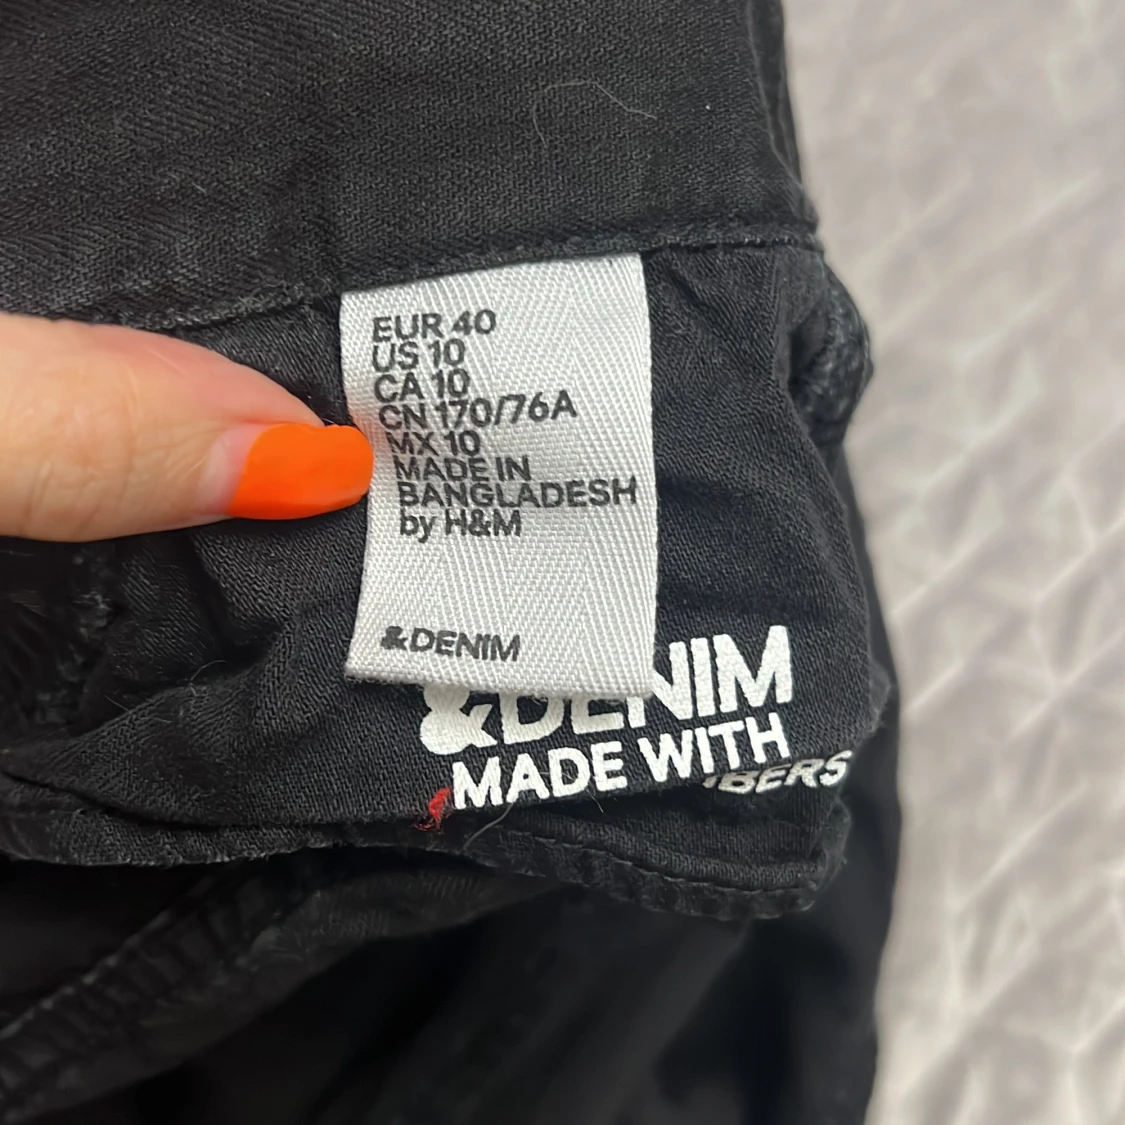 EUR 40
US 10
CA 10
CN 170/76A
MX 10
MADE IN
BANGLADESH
by H&M
&DENIM
&DENIM
MADE WITH